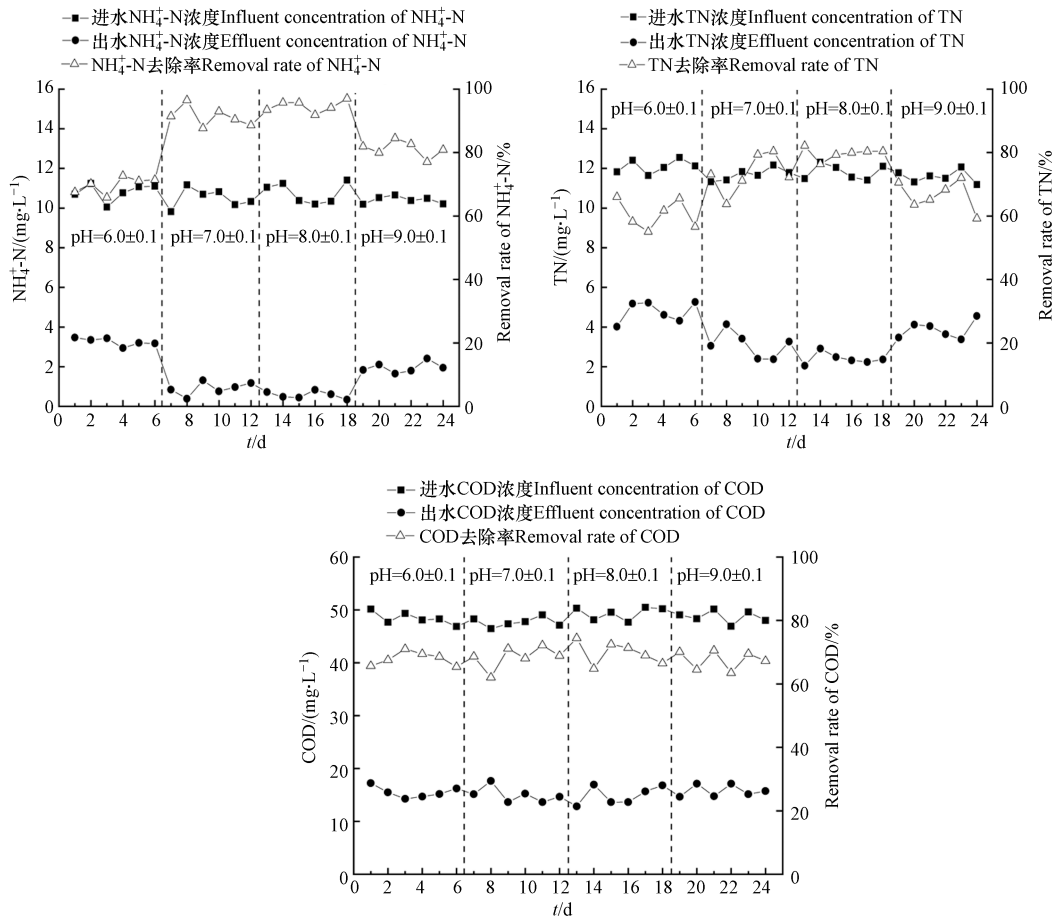 进水NH₄⁺-N浓度Influent concentration of NH₄⁺-N
出水NH₄⁺-N浓度Effluent concentration of NH₄⁺-N
NH₄⁺-N去除率Removal rate of NH₄⁺-N
16
14
12
10
8
6
4
2
0
NH₄⁺-N/(mg·L⁻¹)
pH=6.0±0.1
pH=7.0±0.1
pH=8.0±0.1
pH=9.0±0.1
100
80
60
40
20
0
Removal rate of NH₄⁺-N/%
0 2 4 6 8 10 12 14 16 18 20 22 24
t/d
进水TN浓度Influent concentration of TN
出水TN浓度Effluent concentration of TN
TN去除率Removal rate of TN
16
14
12
10
8
6
4
2
0
TN/(mg·L⁻¹)
pH=6.0±0.1
pH=7.0±0.1
pH=8.0±0.1
pH=9.0±0.1
100
80
60
40
20
0
Removal rate of TN/%
0 2 4 6 8 10 12 14 16 18 20 22 24
t/d
进水COD浓度Influent concentration of COD
出水COD浓度Effluent concentration of COD
COD去除率Removal rate of COD
60
50
40
30
20
10
0
COD/(mg·L⁻¹)
pH=6.0±0.1
pH=7.0±0.1
pH=8.0±0.1
pH=9.0±0.1
100
80
60
40
20
0
Removal rate of COD/%
0 2 4 6 8 10 12 14 16 18 20 22 24
t/d